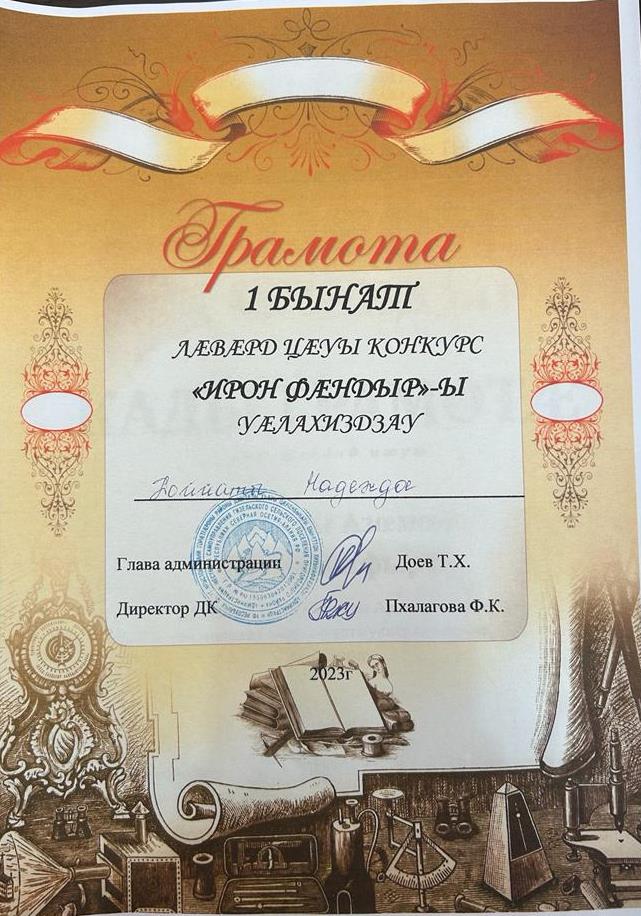 Грамота
1 БЫНАТ
ЛÆВÆРД ЦÆУЫ КОНКУРС
«ИРОН ФÆНДЫР»-Ы
УÆЛАХИЗДЗАУ
Надежда
Глава администрации Доев Т.Х.
Директор ДК Пхалагова Ф.К.
2023г